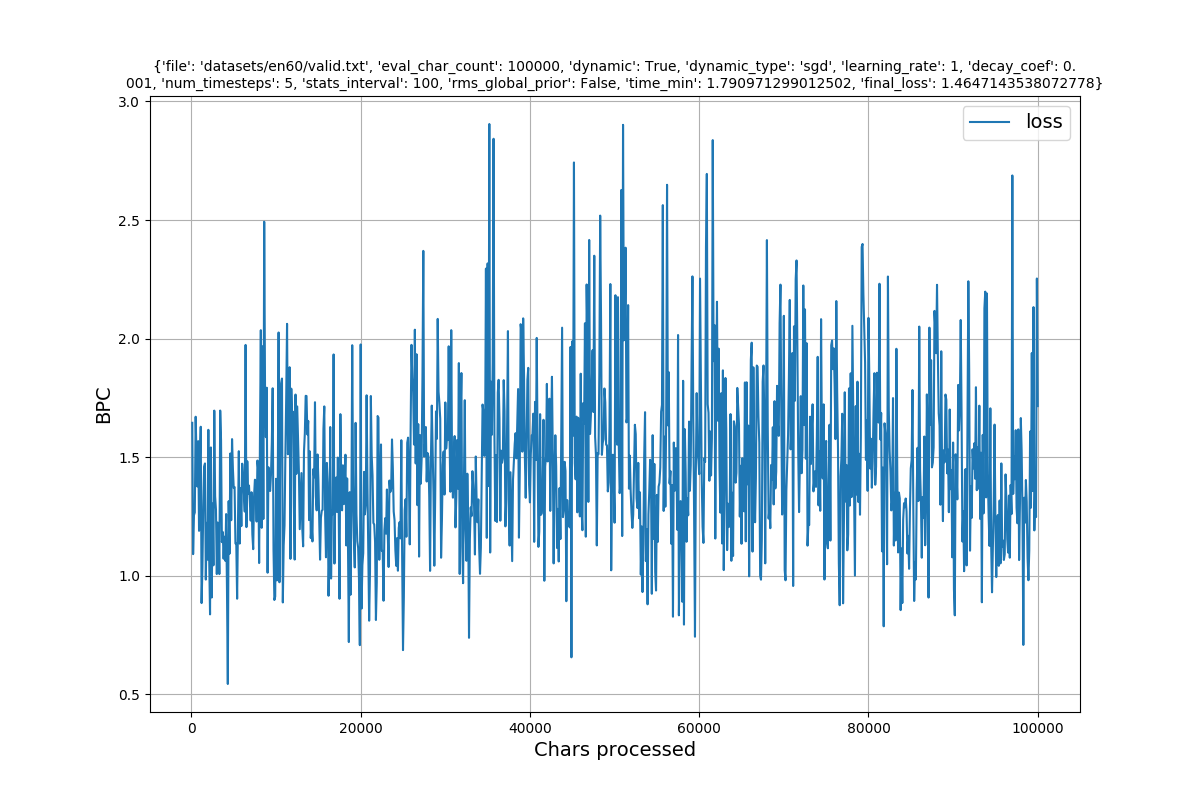 {'file': 'datasets/en60/valid.txt', 'eval_char_count': 100000, 'dynamic': True, 'dynamic_type': 'sgd', 'learning_rate': 1, 'decay_coef': 0.
001, 'num_timesteps': 5, 'stats_interval': 100, 'rms_global_prior': False, 'time_min': 1.790971299012502, 'final_loss': 1.4647143538072778}
loss
3.0
2.5
2.0
1.5
1.0
0.5
BPC
0
20000
40000
60000
80000
100000
Chars processed